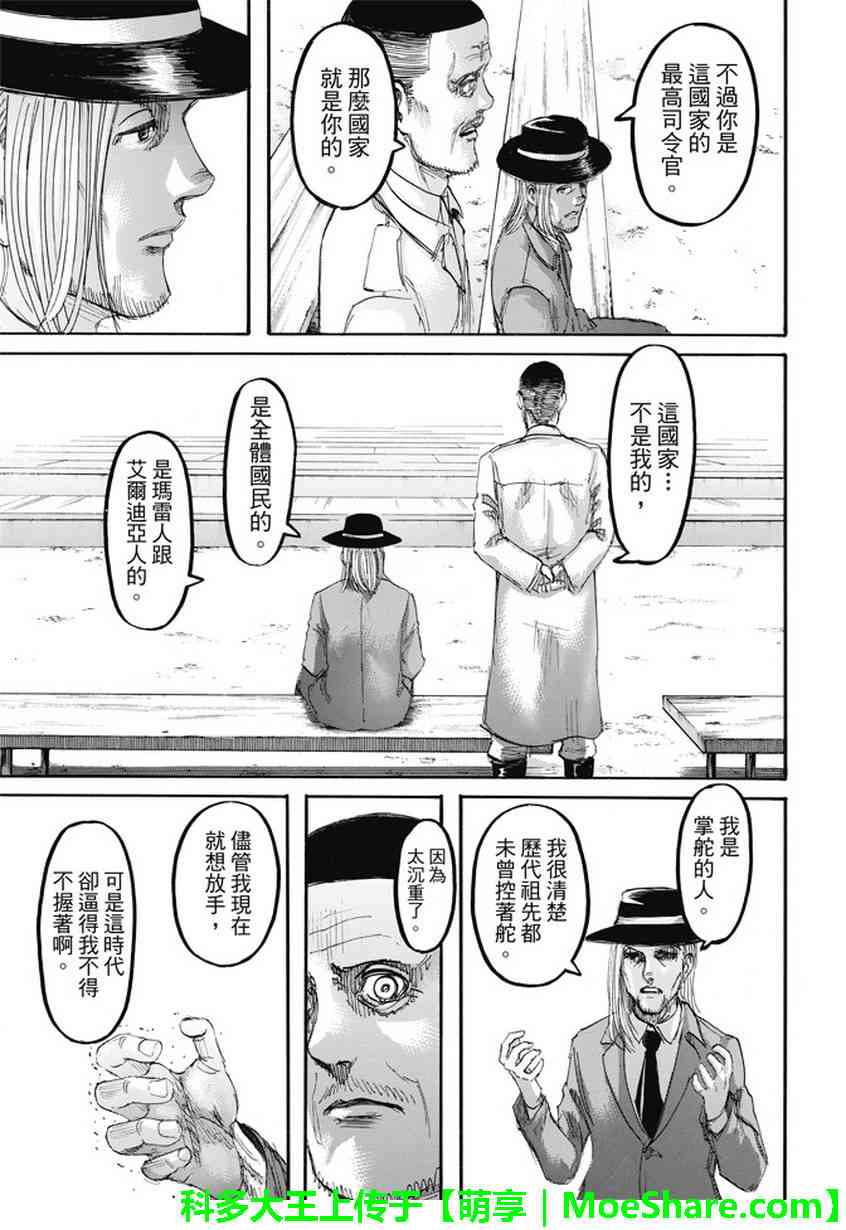 不過你是
這國家的
最高司令官。
那麼國家
就是你的。
這國家…
不是我的，
是全體國民的。
是瑪雷人跟
艾爾迪亞人的。
我是
掌舵的人。
我很清楚
歷代祖先都
未曾控著舵。
因為
太沉重了。
儘管我現在
就想放手，
可是這時代
卻逼得我不得
不握著啊。
科多大王上传于【萌享｜MoeShare.com】